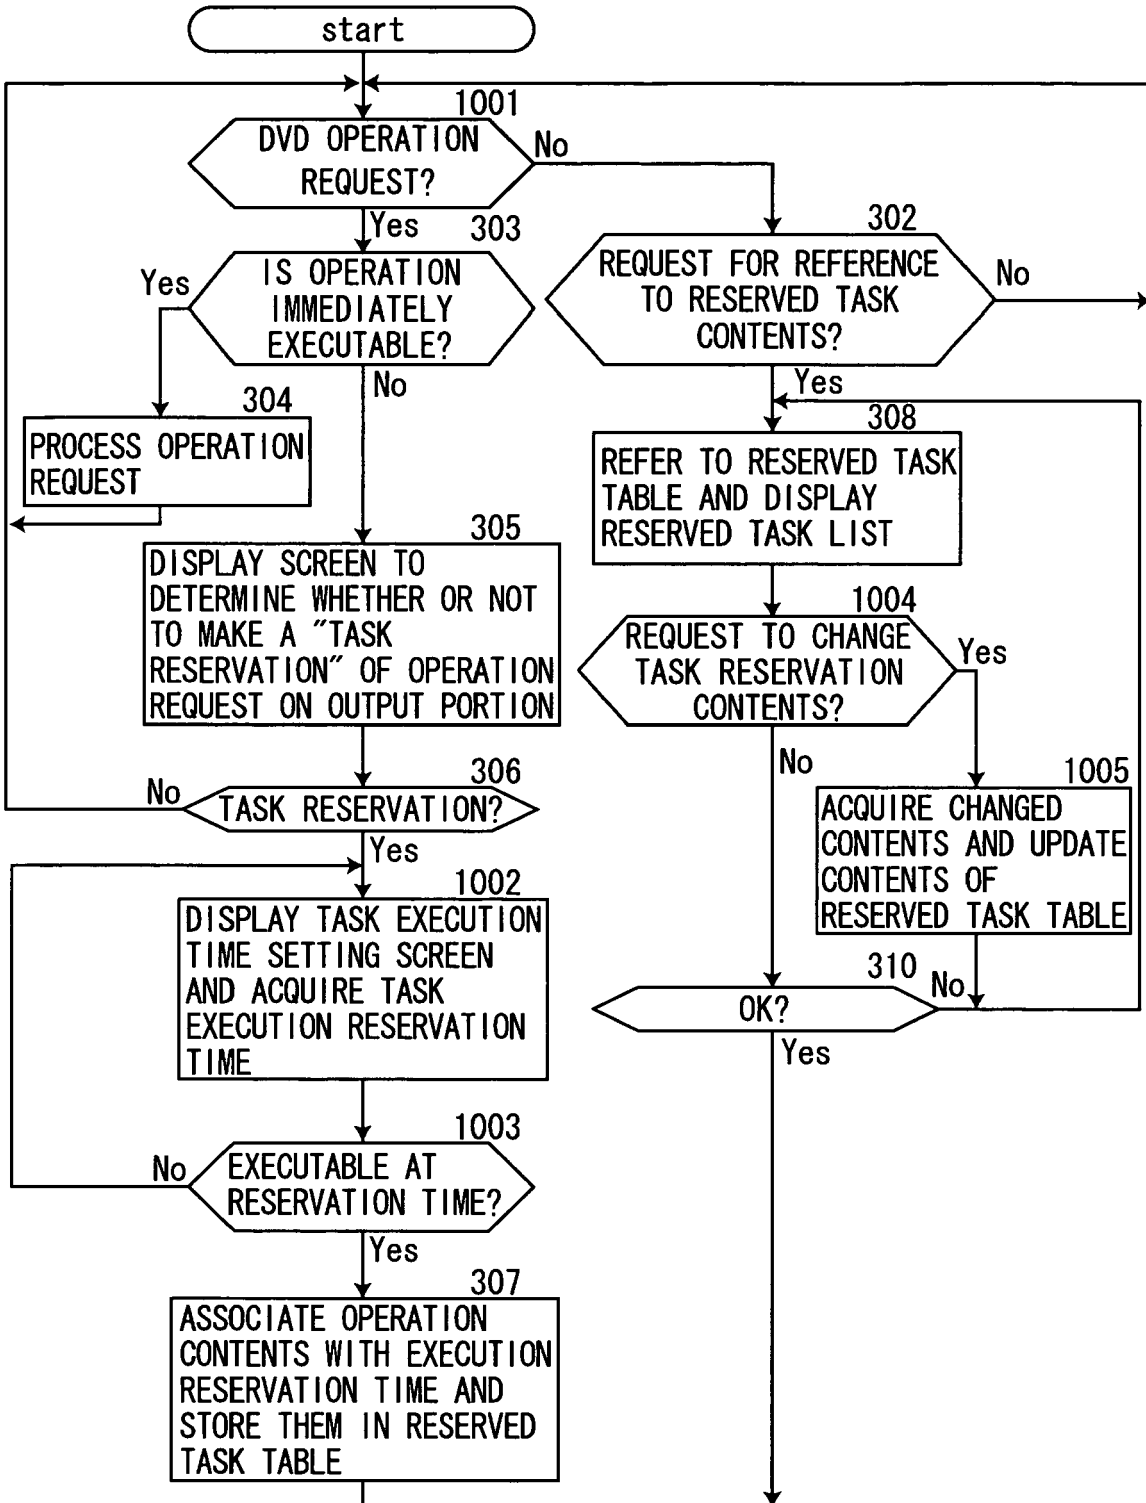 start
1001
DVD OPERATION
REQUEST?
No
Yes
303
IS OPERATION
IMMEDIATELY
EXECUTABLE?
Yes
No
304
PROCESS OPERATION
REQUEST
305
DISPLAY SCREEN TO
DETERMINE WHETHER OR NOT
TO MAKE A "TASK
RESERVATION" OF OPERATION
REQUEST ON OUTPUT PORTION
306
No
TASK RESERVATION?
Yes
1002
DISPLAY TASK EXECUTION
TIME SETTING SCREEN
AND ACQUIRE TASK
EXECUTION RESERVATION
TIME
1003
No
EXECUTABLE AT
RESERVATION TIME?
Yes
307
ASSOCIATE OPERATION
CONTENTS WITH EXECUTION
RESERVATION TIME AND
STORE THEM IN RESERVED
TASK TABLE
302
REQUEST FOR REFERENCE
TO RESERVED TASK
CONTENTS?
No
Yes
308
REFER TO RESERVED TASK
TABLE AND DISPLAY
RESERVED TASK LIST
1004
REQUEST TO CHANGE
TASK RESERVATION
CONTENTS?
Yes
No
1005
ACQUIRE CHANGED
CONTENTS AND UPDATE
CONTENTS OF
RESERVED TASK TABLE
310
OK?
No
Yes